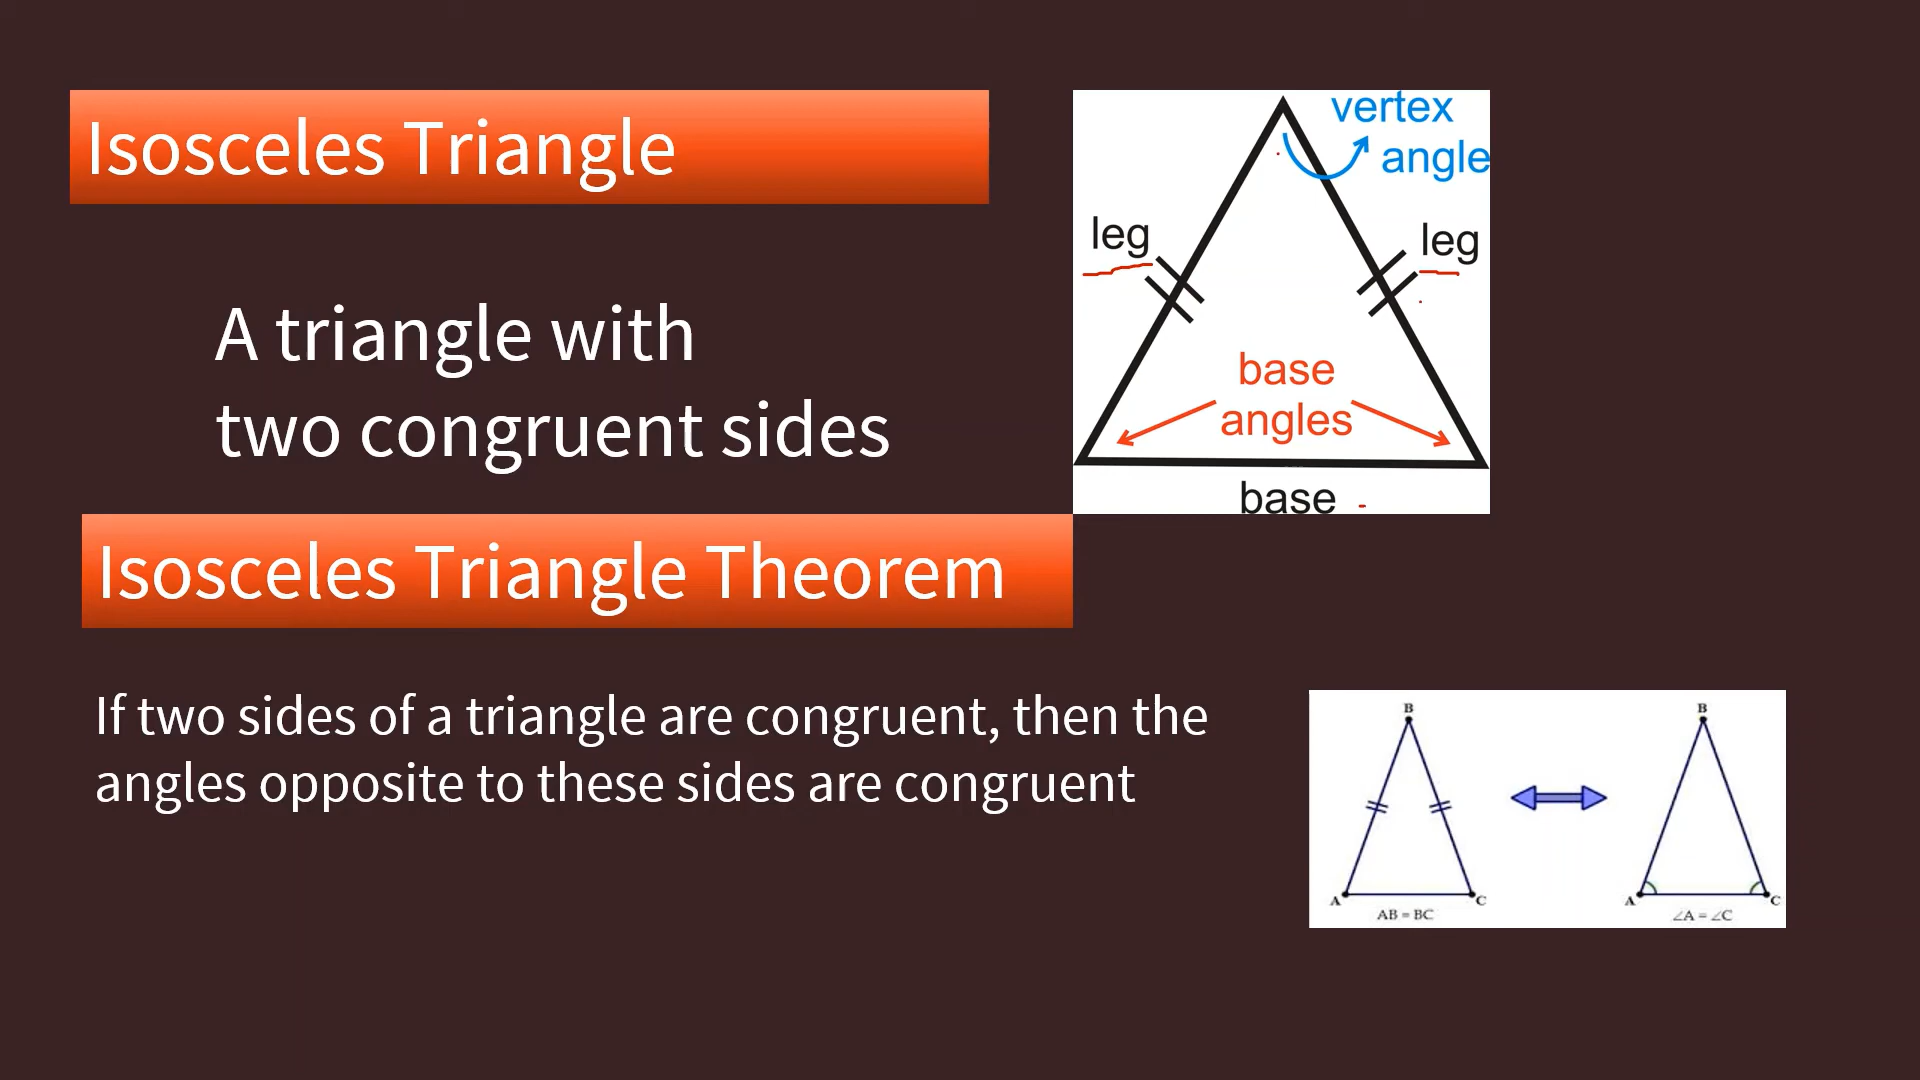 Isosceles Triangle
A triangle with
two congruent sides
vertex
angle
leg
leg
base
angles
base
Isosceles Triangle Theorem
If two sides of a triangle are congruent, then the
angles opposite to these sides are congruent
B
A
C
AB = BC
B
A
C
∠A = ∠C